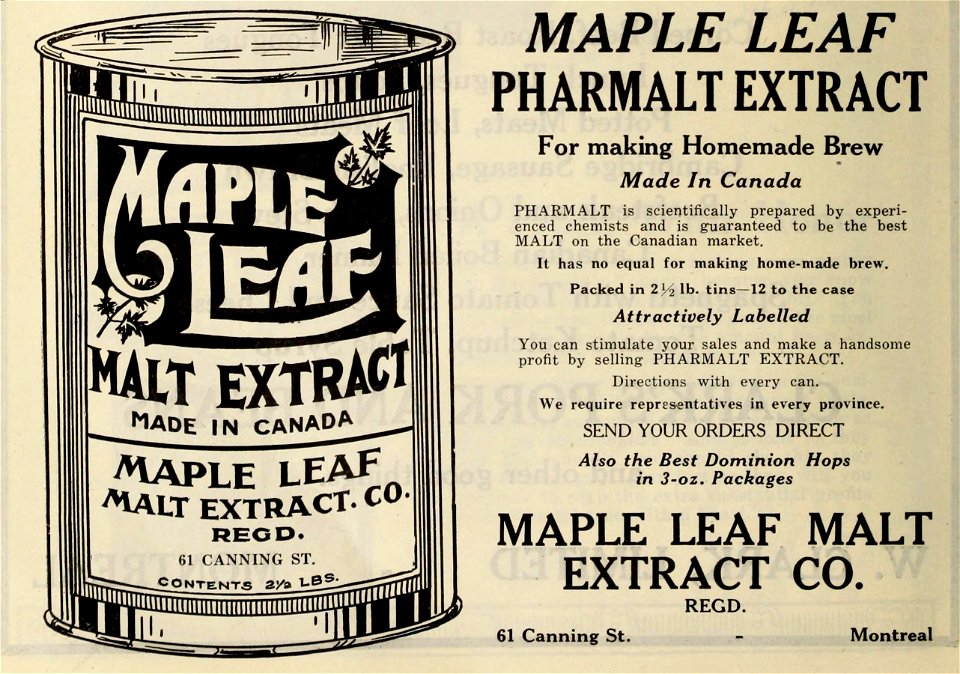 MAPLE LEAF
MALT EXTRACT
MADE IN CANADA
MAPLE LEAF
MALT EXTRACT. CO.
REGD.
61 CANNING ST.
CONTENTS 2½ LBS.
MAPLE LEAF
PHARMALT EXTRACT
For making Homemade Brew
Made In Canada
PHARMALT is scientifically prepared by experi-
enced chemists and is guaranteed to be the best
MALT on the Canadian market.
It has no equal for making home-made brew.
Packed in 2½ lb. tins—12 to the case
Attractively Labelled
You can stimulate your sales and make a handsome
profit by selling PHARMALT EXTRACT.
Directions with every can.
We require representatives in every province.
SEND YOUR ORDERS DIRECT
Also the Best Dominion Hops
in 3-oz. Packages
MAPLE LEAF MALT
EXTRACT CO.
REGD.
61 Canning St. - Montreal